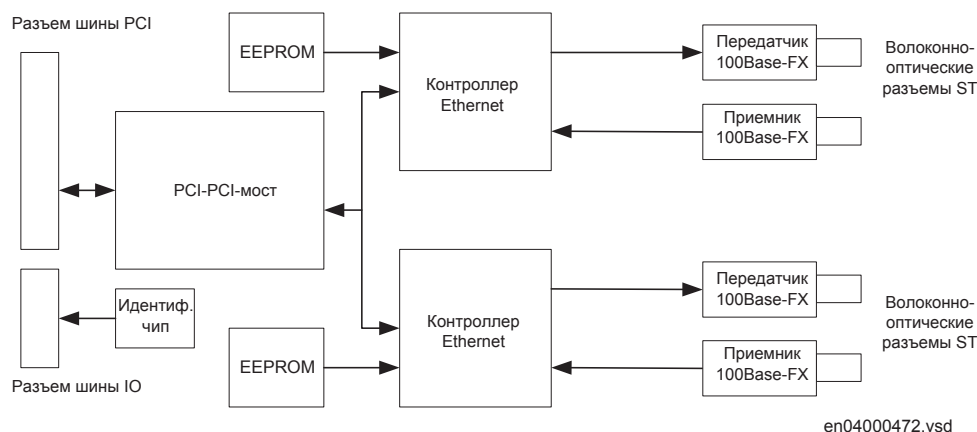 Разъем шины PCI
EEPROM
Контроллер
Ethernet
Передатчик
100Base-FX
Приемник
100Base-FX
Волоконно-
оптические
разъемы ST
PCI-PCI-мост
Идентиф.
чип
Разъем шины IO
EEPROM
Контроллер
Ethernet
Передатчик
100Base-FX
Приемник
100Base-FX
Волоконно-
оптические
разъемы ST
en04000472.vsd